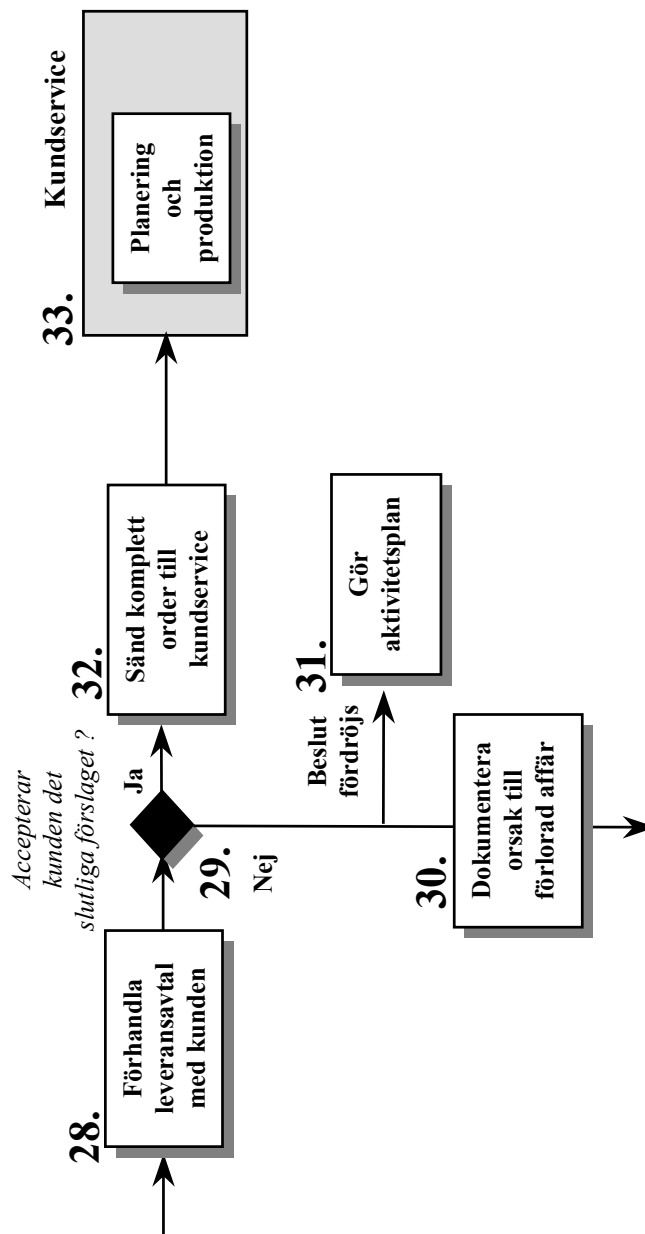 28.
Förhandla
leveransavtal
med kunden
Accepterar
kunden det
slutliga förslaget ?
29.
Ja
Nej
30.
Dokumentera
orsak till
förlorad affär
Beslut
fördröjs
31.
Gör
aktivitetsplan
32.
Sänd komplett
order till
kundservice
33.
Kundservice
Planering
och
produktion